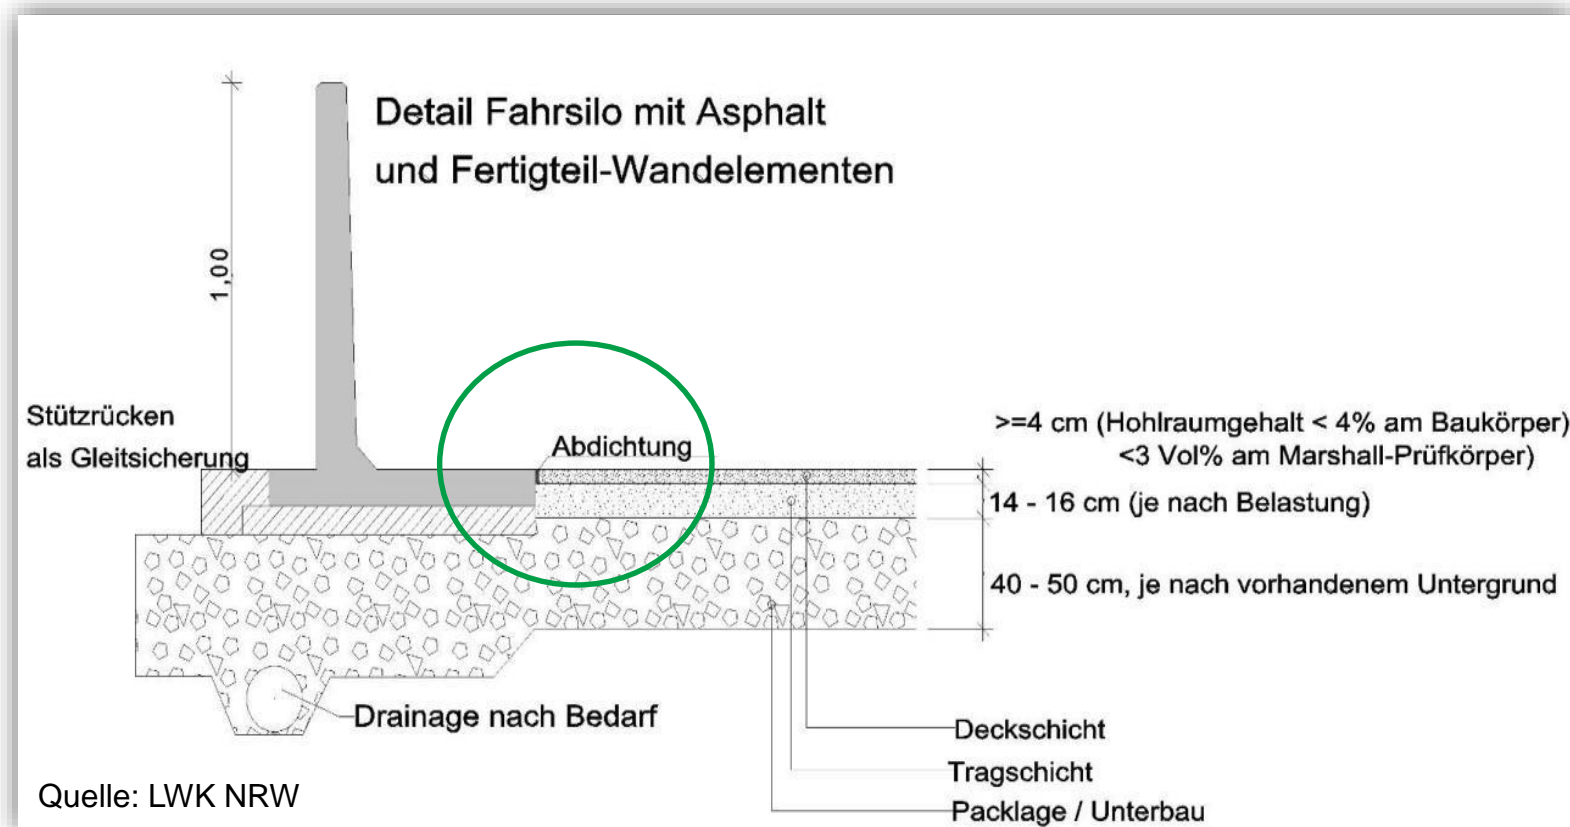 Detail Fahrsilo mit Asphalt
und Fertigteil-Wandelementen
1,00
Stützrücken
als Gleitsicherung
Abdichtung
>=4 cm (Hohlraumgehalt < 4% am Baukörper)
<3 Vol% am Marshall-Prüfkörper)
14 - 16 cm (je nach Belastung)
40 - 50 cm, je nach vorhandenem Untergrund
Drainage nach Bedarf
Deckschicht
Tragschicht
Packlage / Unterbau
Quelle: LWK NRW